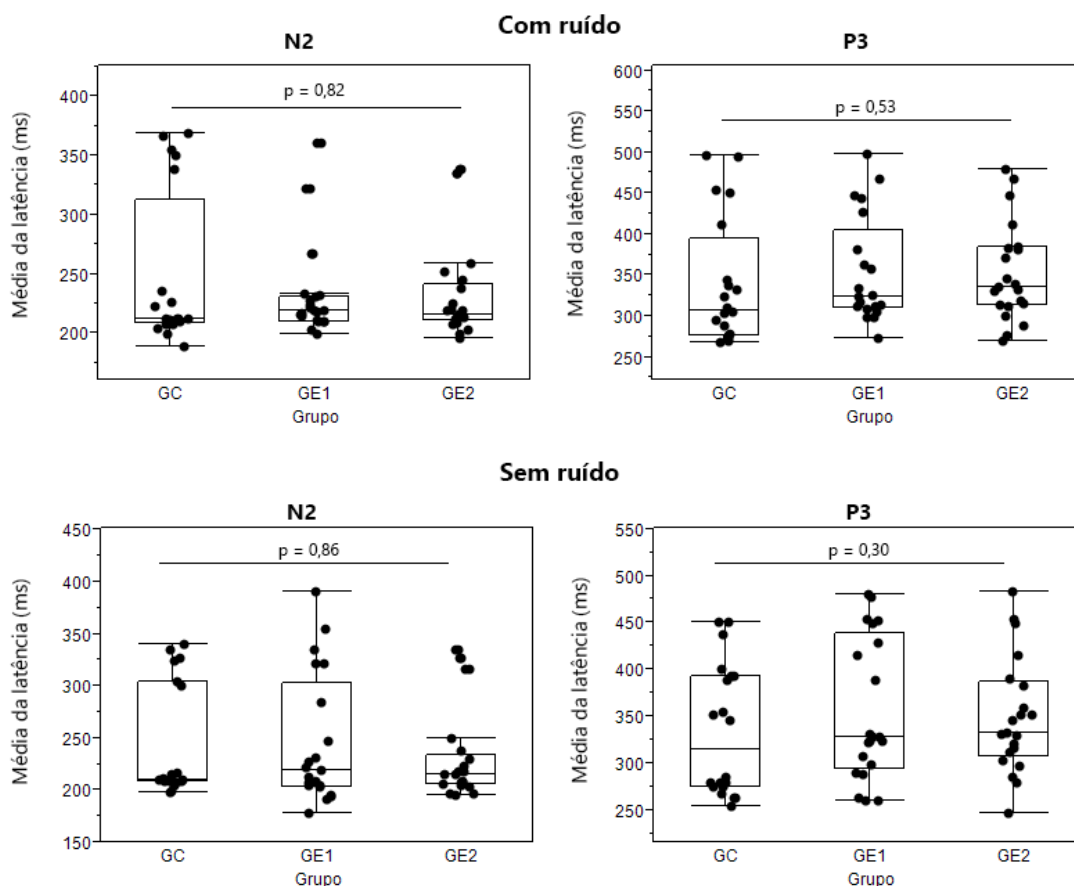 Com ruído
N2
Média da latência (ms)
400
350
300
250
200
p = 0,82
GC
GE1
GE2
Grupo
P3
Média da latência (ms)
600
550
500
450
400
350
300
250
p = 0,53
GC
GE1
GE2
Grupo
Sem ruído
N2
Média da latência (ms)
450
400
350
300
250
200
150
p = 0,86
GC
GE1
GE2
Grupo
P3
Média da latência (ms)
550
500
450
400
350
300
250
p = 0,30
GC
GE1
GE2
Grupo